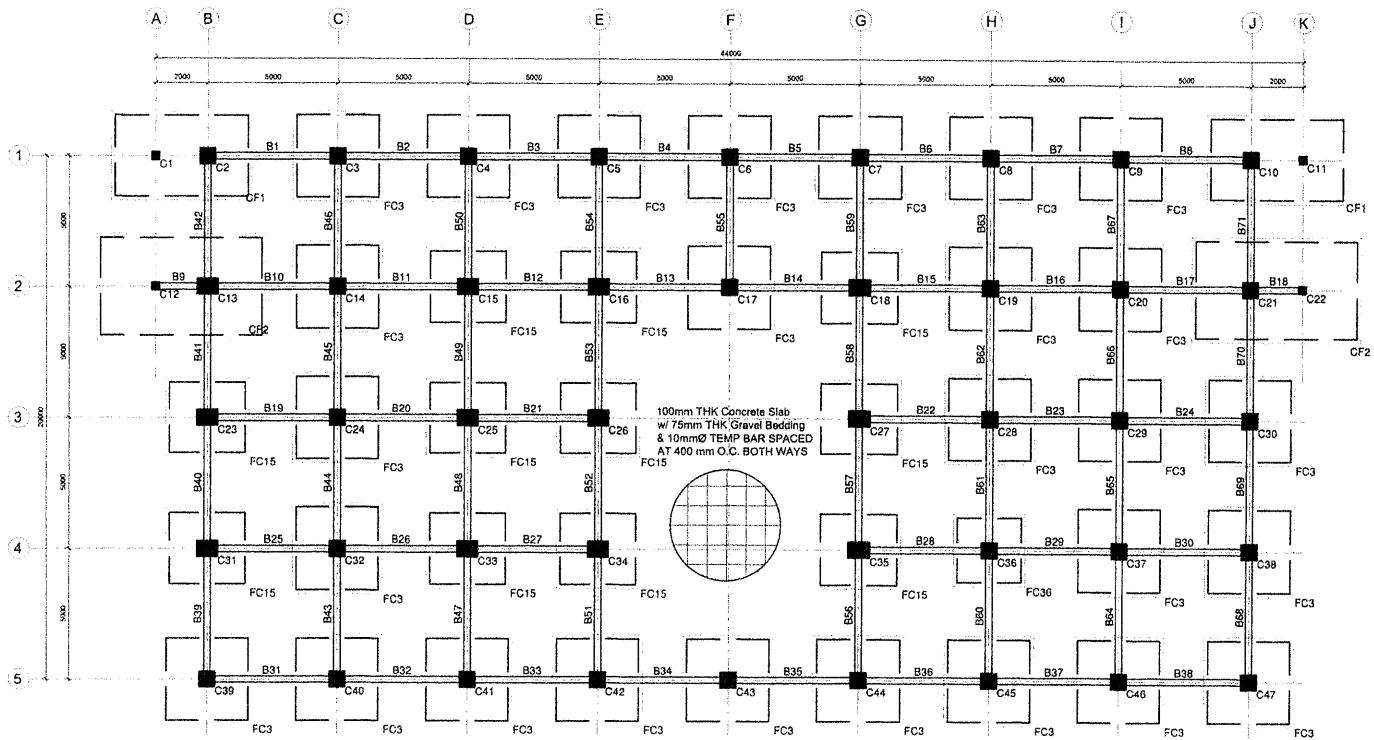 A B C D E F G H I J K
44000
2000 5000 5000 5000 5000 5000 5000 5000 2000
1 C1 C2 B1 C3 B2 C4 B3 C5 B4 C6 B5 C7 B6 C8 B7 C9 B8 C10 C11
CF1 FC3 FC3 FC3 FC3 FC3 FC3 FC3 CF1
5000 B42 B46 B50 B54 B55 B59 B63 B67 B71
2 C12 B9 C13 B10 C14 B11 C15 B12 C16 B13 C17 B14 C18 B15 C19 B16 C20 B17 C21 B18 C22
CF2 FC3 FC15 FC15 FC3 FC15 FC3 FC3 CF2
B41 B45 B49 B53 B58 B62 B66 B70
20000
3 C23 B19 C24 B20 C25 B21 C26 C27 B22 C28 B23 C29 B24 C30
100mm THK Concrete Slab
w/ 75mm THK Gravel Bedding
& 10mmØ TEMP BAR SPACED
AT 400 mm O.C. BOTH WAYS
FC15 FC3 FC15 FC15 FC15 FC3 FC3 FC3
5000 B40 B44 B48 B52 B57 B61 B65 B69
4 C31 B25 C32 B26 C33 B27 C34 C35 B28 C36 B29 C37 B30 C38
FC15 FC3 FC15 FC15 FC15 FC36 FC3 FC3
5000 B39 B43 B47 B51 B56 B60 B64 B68
5 C39 B31 C40 B32 C41 B33 C42 B34 C43 B35 C44 B36 C45 B37 C46 B38 C47
FC3 FC3 FC3 FC3 FC3 FC3 FC3 FC3 FC3